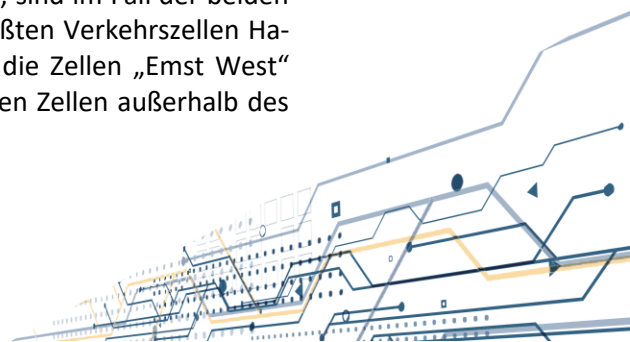 sind im Fall der beiden
ßten Verkehrszellen Ha-
die Zellen „Emst West“
en Zellen außerhalb des